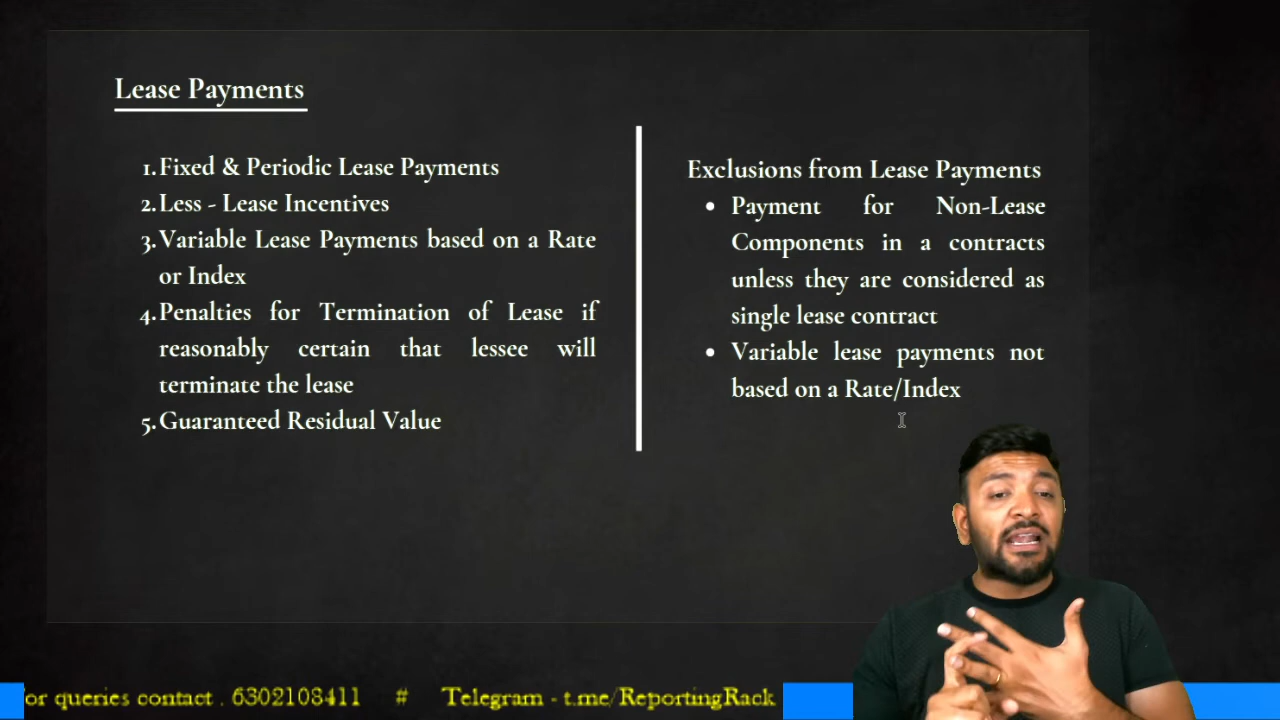 Lease Payments
1. Fixed & Periodic Lease Payments
2. Less - Lease Incentives
3. Variable Lease Payments based on a Rate
or Index
4. Penalties for Termination of Lease if
reasonably certain that lessee will
terminate the lease
5. Guaranteed Residual Value
Exclusions from Lease Payments
• Payment for Non-Lease
Components in a contracts
unless they are considered as
single lease contract
• Variable lease payments not
based on a Rate/Index
or queries contact . 6302108411 # Telegram - t.me/ReportingRack